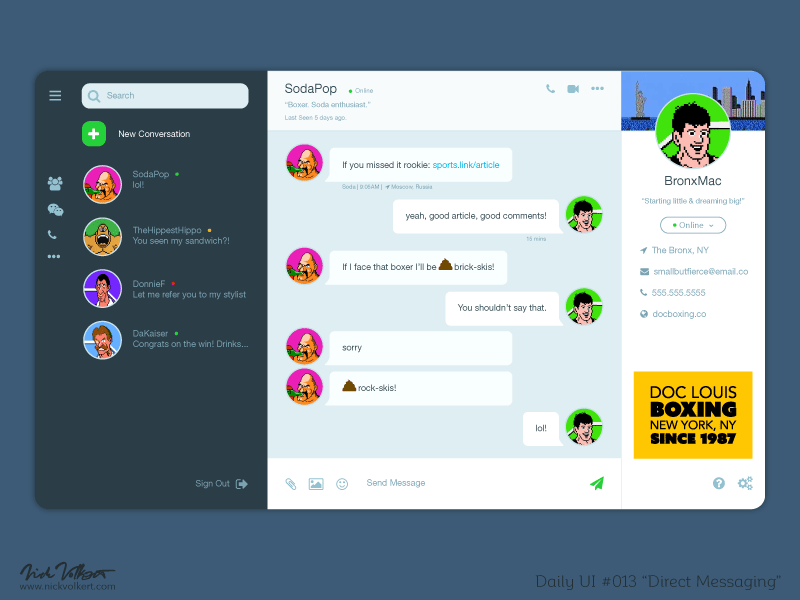 Search
New Conversation
SodaPop
lol!
TheHippestHippo
You seen my sandwich?!
DonnieF
Let me refer you to my stylist
DaKaiser
Congrats on the win! Drinks...
Sign Out
SodaPop
Online
“Boxer. Soda enthusiast.”
Last Seen 5 days ago.
If you missed it rookie: sports.link/article
Soda | 9:05AM | Moscow, Russia
yeah, good article, good comments!
15 mins
If I face that boxer I'll be brick-skis!
You shouldn't say that.
sorry
rock-skis!
lol!
Send Message
BronxMac
“Starting little & dreaming big!”
Online
The Bronx, NY
smallbutfierce@email.co
555.555.5555
docboxing.co
DOC LOUIS
BOXING
NEW YORK, NY
SINCE 1987
Nick Volkert
www.nickvolkert.com
Daily UI #013 “Direct Messaging”